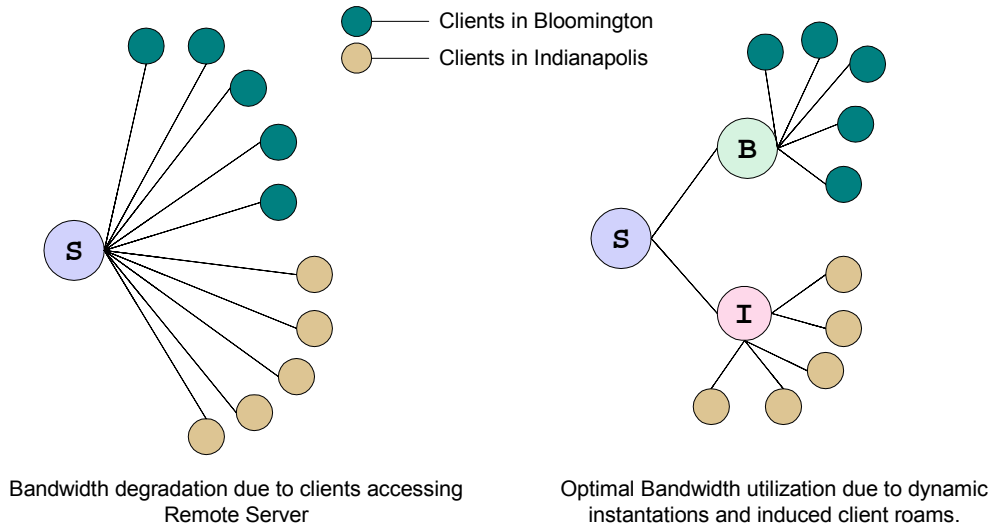 Clients in Bloomington
Clients in Indianapolis
S
B
S
I
Bandwidth degradation due to clients accessing
Remote Server
Optimal Bandwidth utilization due to dynamic
instantations and induced client roams.